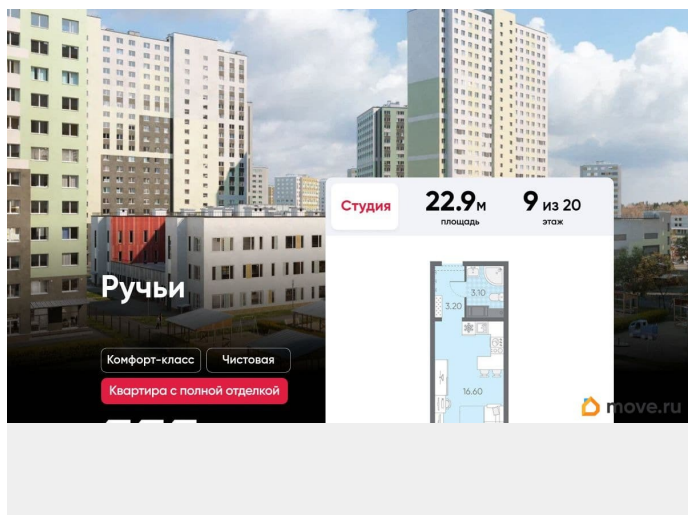 Студия
22.9м
площадь
9 из 20
этаж
3.20
3.10
16.60
Ручьи
Комфорт-класс
Чистовая
Квартира с полной отделкой
move.ru